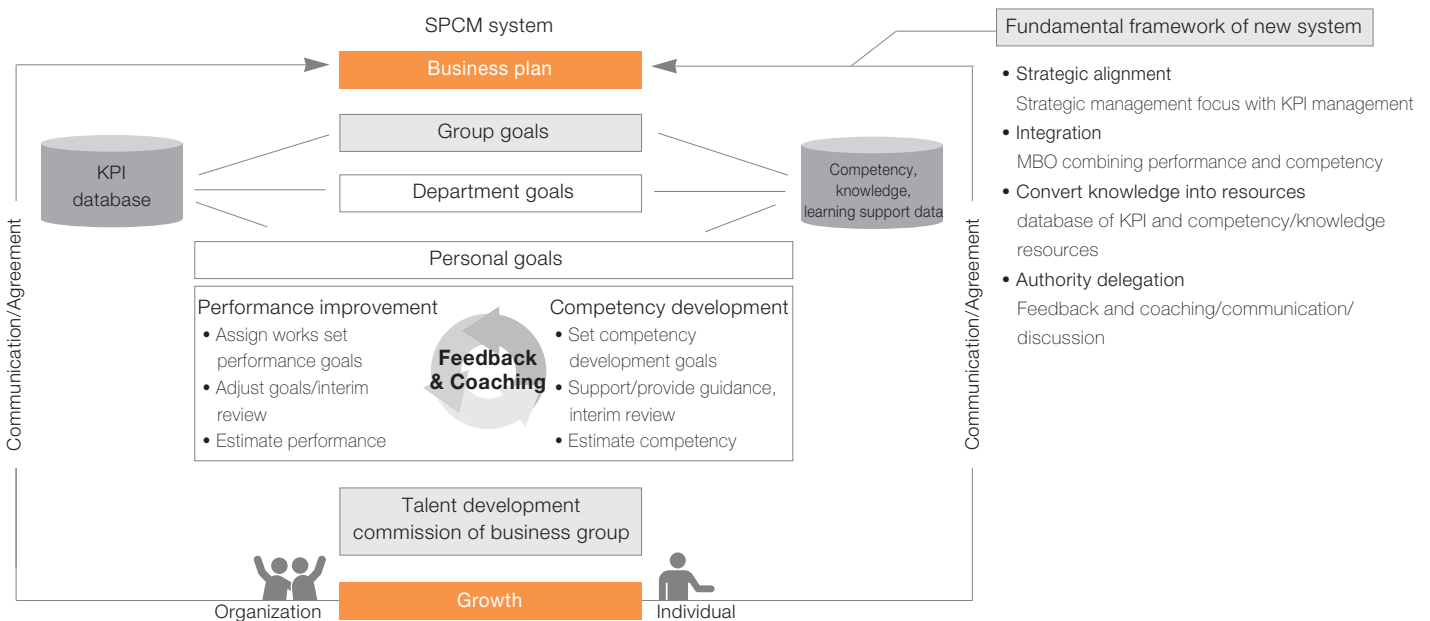 SPCM system
Business plan
Group goals
Department goals
Personal goals
KPI
database
Competency,
knowledge,
learning support data
Communication/Agreement
Communication/Agreement
Performance improvement
• Assign works set
performance goals
• Adjust goals/interim
review
• Estimate performance
Feedback
& Coaching
Competency development
• Set competency
development goals
• Support/provide guidance,
interim review
• Estimate competency
Talent development
commission of business group
Organization
Growth
Individual
Fundamental framework of new system
• Strategic alignment
Strategic management focus with KPI management
• Integration
MBO combining performance and competency
• Convert knowledge into resources
database of KPI and competency/knowledge
resources
• Authority delegation
Feedback and coaching/communication/
discussion